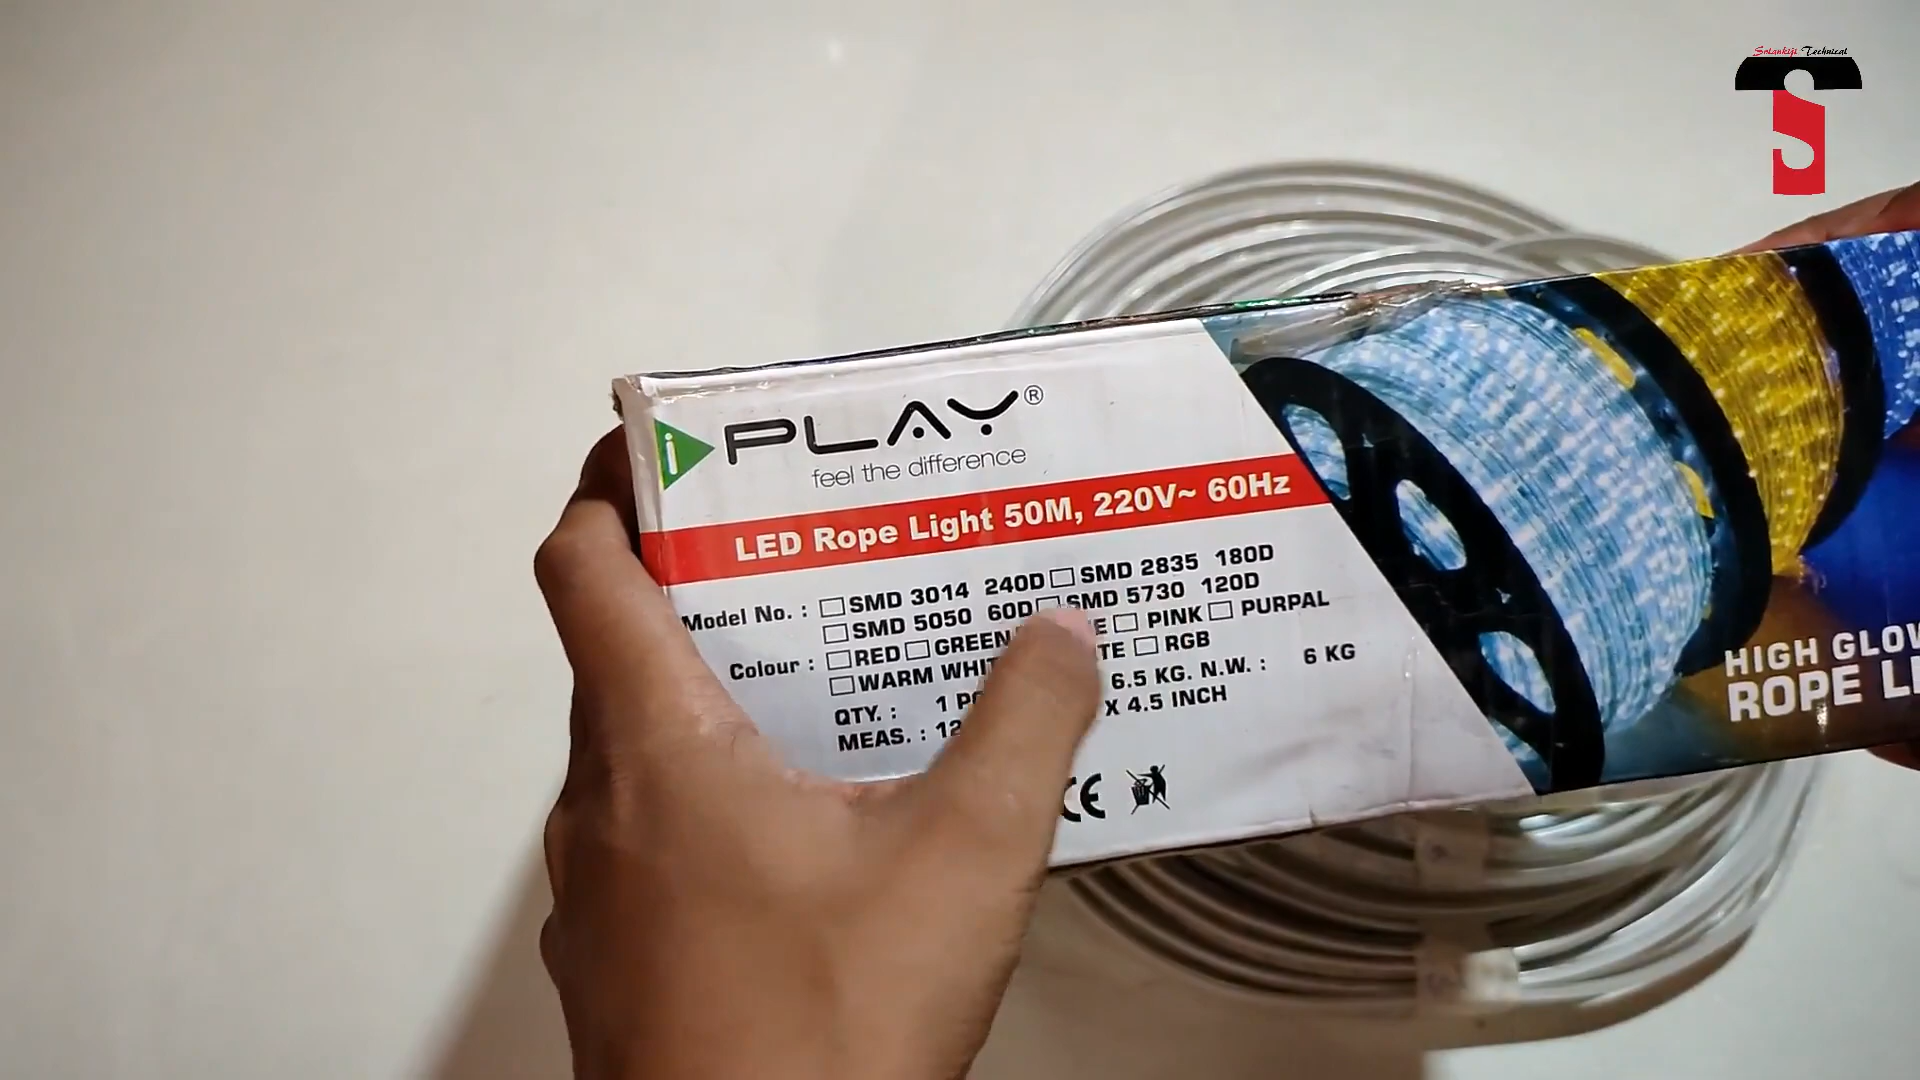 Solankiji Technical
TS
i PLAY®
feel the difference
LED Rope Light 50M, 220V~ 60Hz
Model No. : SMD 3014 240D SMD 2835 180D
SMD 5050 60D SMD 5730 120D
Colour : RED GREEN PINK PURPAL
WARM RGB
QTY. : 1 6.5 KG. N.W. : 6 KG
MEAS. : X 4.5 INCH
CE
HIGH
ROPE